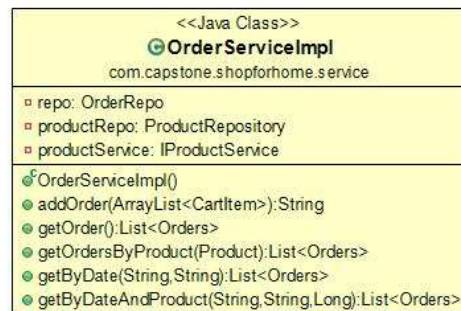 <<Java Class>>
OrderServiceImpl
com.capstone.shopforhome.service
repo: OrderRepo
productRepo: ProductRepository
productService: IProductService
OrderServiceImpl()
addOrder(ArrayList<CartItem>):String
getOrder():List<Orders>
getOrdersByProduct(Product):List<Orders>
getByDate(String,String):List<Orders>
getByDateAndProduct(String,String,Long):List<Orders>